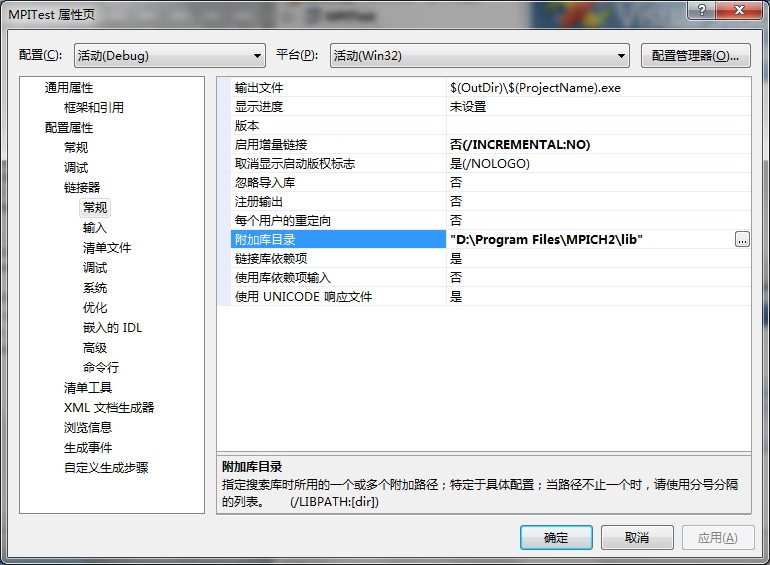 MPITest 属性页
MPITest
配置(C): 活动(Debug) 平台(P): 活动(Win32) 配置管理器(O)...
通用属性
框架和引用
配置属性
常规
调试
链接器
常规
输入
清单文件
调试
系统
优化
嵌入的 IDL
高级
命令行
清单工具
XML 文档生成器
浏览信息
生成事件
自定义生成步骤
输出文件 $(OutDir)\$(ProjectName).exe
显示进度 未设置
版本
启用增量链接 否(/INCREMENTAL:NO)
取消显示启动版权标志 是(/NOLOGO)
忽略导入库 否
注册输出 否
每个用户的重定向 否
附加库目录 "D:\Program Files\MPICH2\lib" ...
链接库依赖项 是
使用库依赖项输入 否
使用 UNICODE 响应文件 是
附加库目录
指定搜索库时所用的一个或多个附加路径；特定于具体配置；当路径不止一个时，请使用分号分隔
的列表。 (/LIBPATH:[dir])
确定 取消 应用(A)